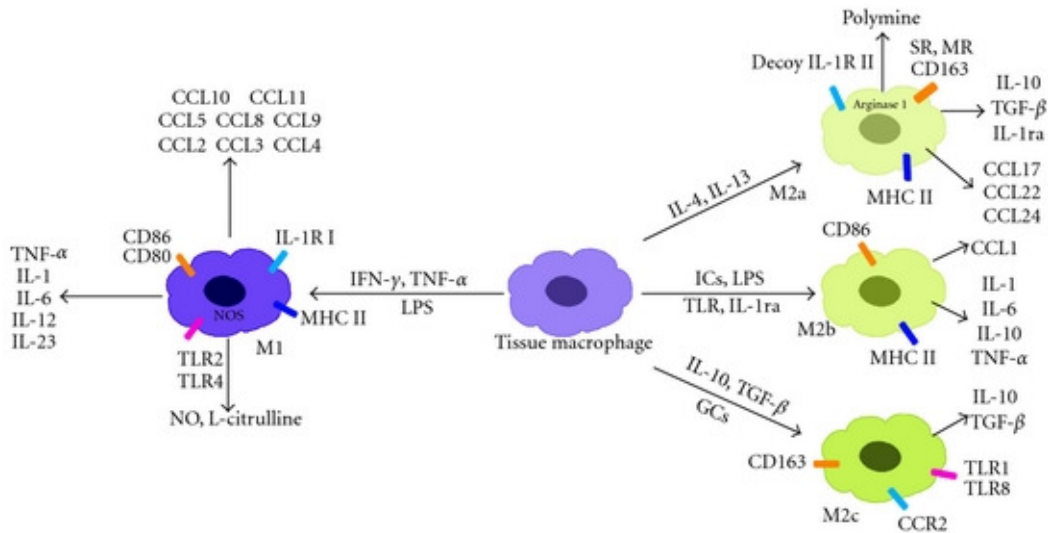 CCL10 CCL11
CCL5 CCL8 CCL9
CCL2 CCL3 CCL4
CD86
CD80
IL-1R I
TNF-α
IL-1
IL-6
IL-12
IL-23
NOS
MHC II
M1
TLR2
TLR4
NO, L-citrulline
IFN-γ, TNF-α
LPS
Tissue macrophage
IL-4, IL-13
M2a
Polymine
Decoy IL-1R II
SR, MR
CD163
Arginase 1
IL-10
TGF-β
IL-1ra
MHC II
CCL17
CCL22
CCL24
ICs, LPS
TLR, IL-1ra
M2b
CD86
CCL1
IL-1
IL-6
IL-10
TNF-α
MHC II
IL-10, TGF-β
GCs
IL-10
TGF-β
CD163
TLR1
TLR8
M2c
CCR2